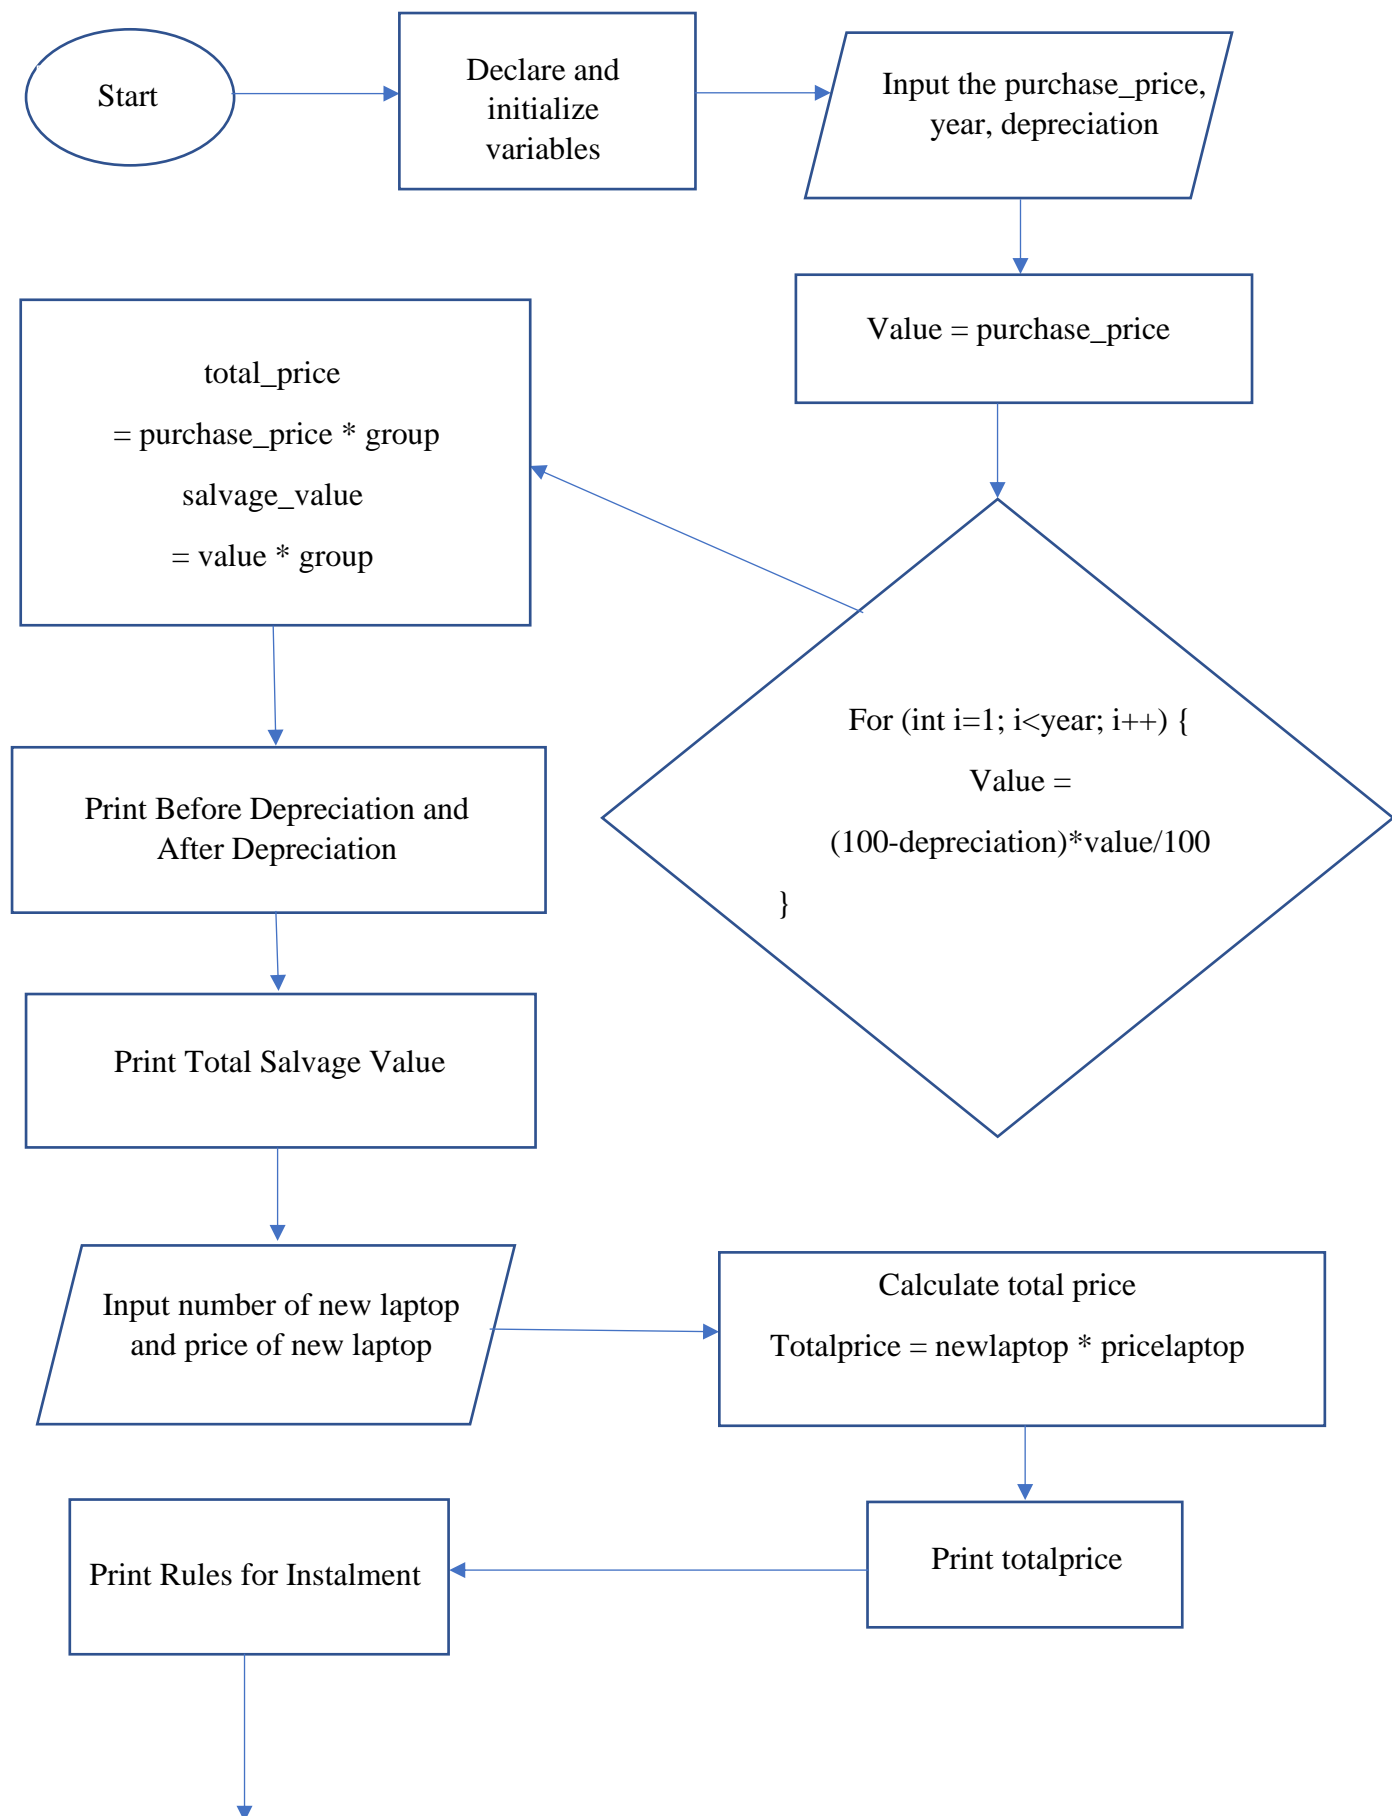 Start
Declare and
initialize
variables
Input the purchase_price,
year, depreciation
Value = purchase_price
For (int i=1; i<year; i++) {
Value =
(100-depreciation)*value/100
}
total_price
= purchase_price * group
salvage_value
= value * group
Print Before Depreciation and
After Depreciation
Print Total Salvage Value
Input number of new laptop
and price of new laptop
Calculate total price
Totalprice = newlaptop * pricelaptop
Print totalprice
Print Rules for Instalment